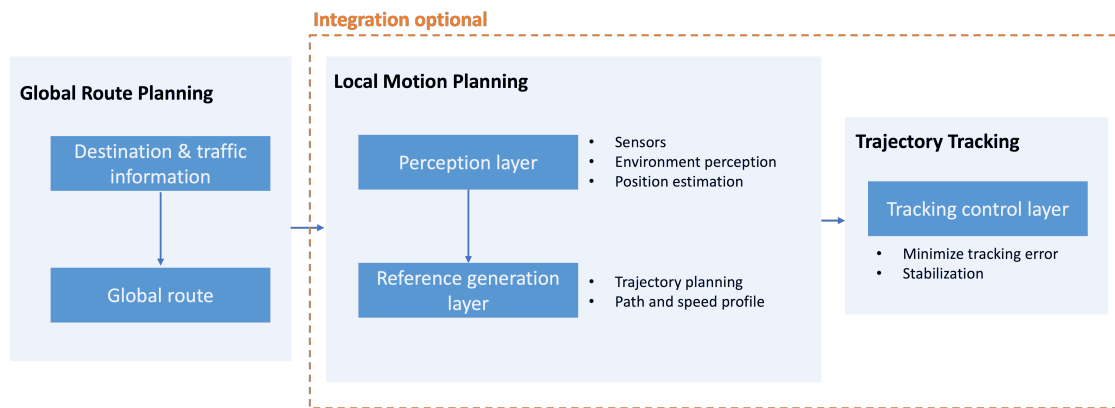 Integration optional
Global Route Planning
Destination & traffic
information
Global route
Local Motion Planning
Perception layer
• Sensors
• Environment perception
• Position estimation
Reference generation
layer
• Trajectory planning
• Path and speed profile
Trajectory Tracking
Tracking control layer
• Minimize tracking error
• Stabilization